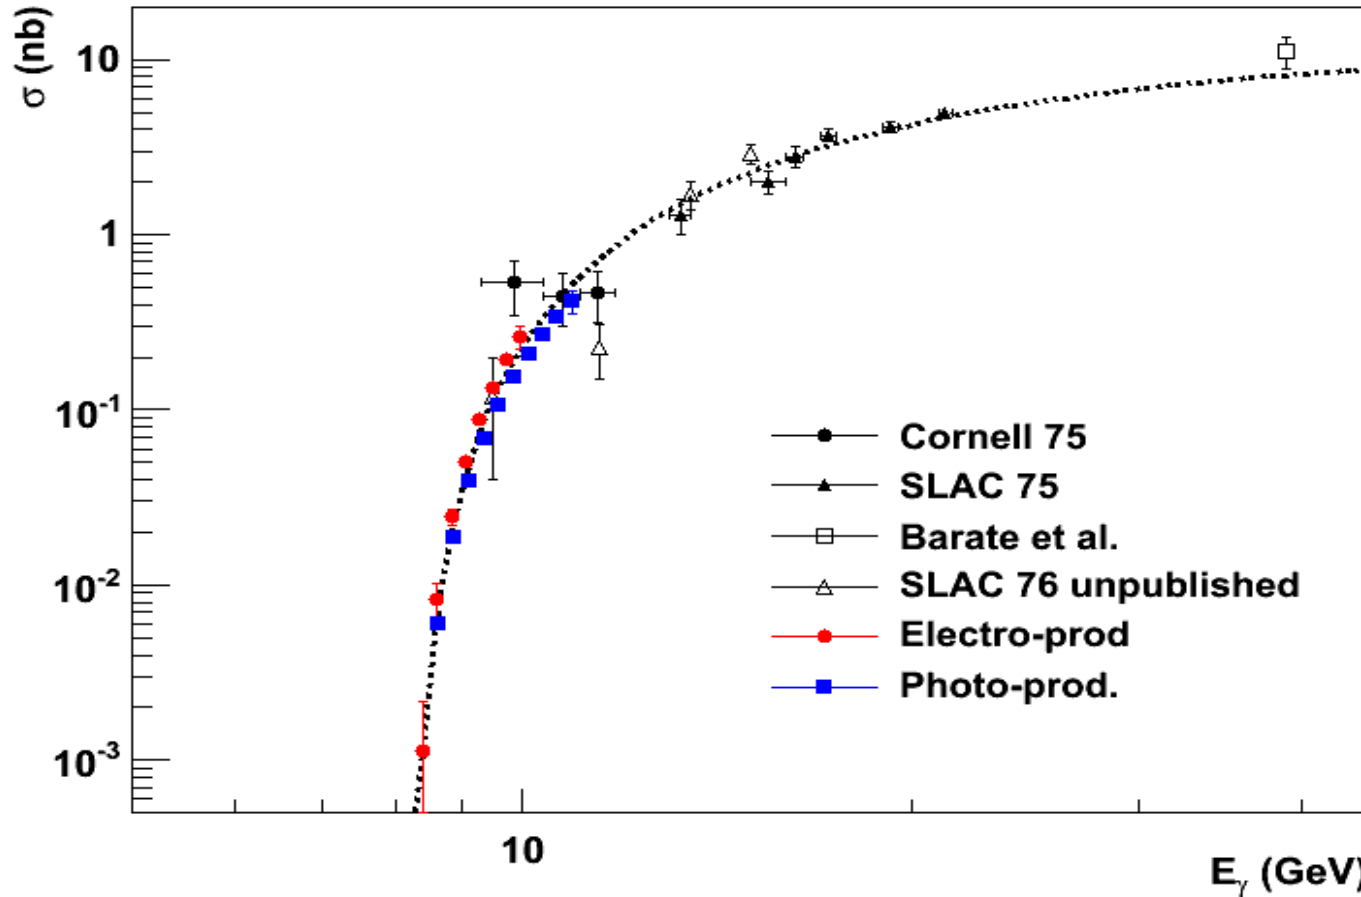 σ (nb)
10
1
10⁻¹
10⁻²
10⁻³
Cornell 75
SLAC 75
Barate et al.
SLAC 76 unpublished
Electro-prod
Photo-prod.
10
E_γ (GeV)